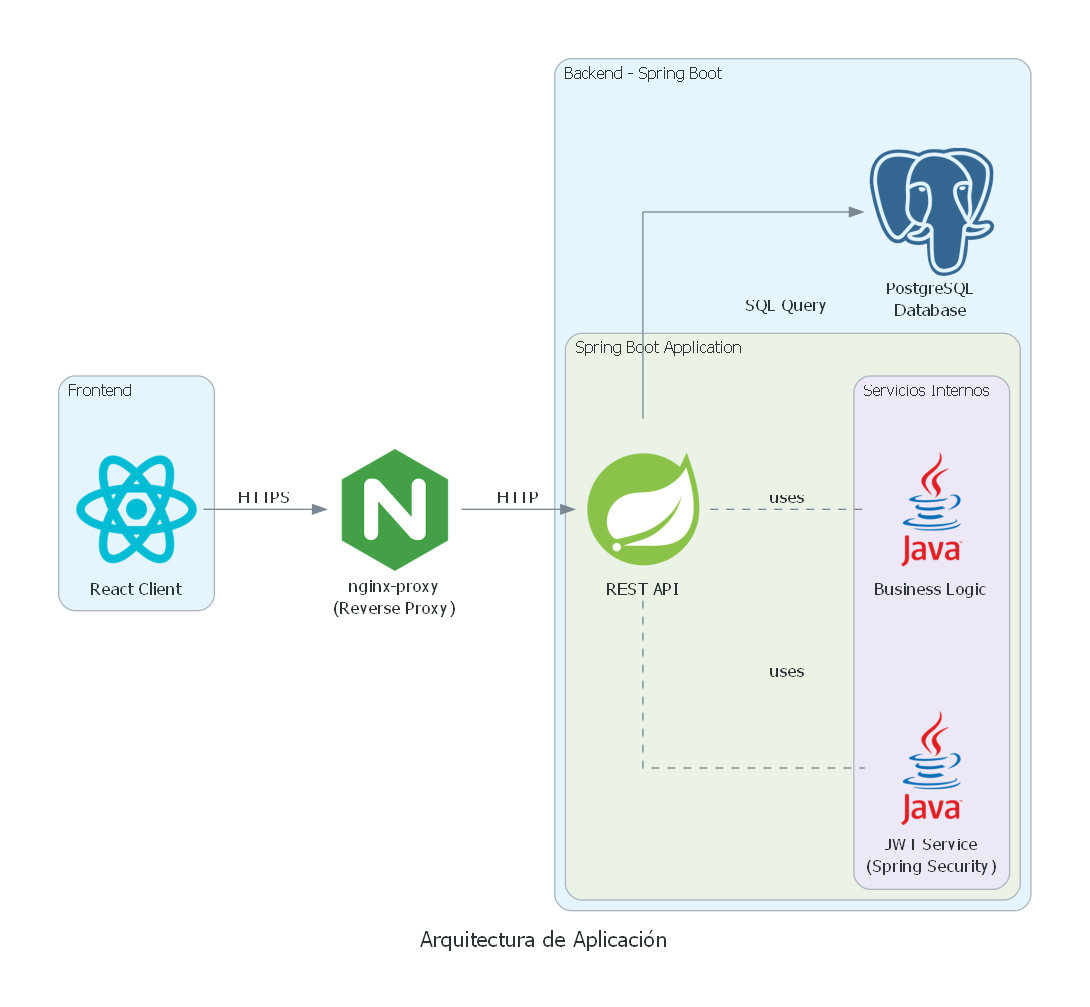 Backend - Spring Boot
PostgreSQL
Database
SQL Query
Spring Boot Application
Frontend
Servicios Internos
HTTPS
HTTP
uses
React Client
nginx-proxy
(Reverse Proxy)
REST API
Java
Business Logic
uses
Java
JWT Service
(Spring Security)
Arquitectura de Aplicación